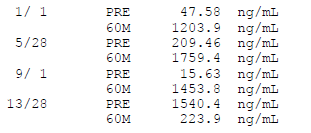 1/ 1 PRE 47.58 ng/mL
60M 1203.9 ng/mL
5/28 PRE 209.46 ng/mL
60M 1759.4 ng/mL
9/ 1 PRE 15.63 ng/mL
60M 1453.8 ng/mL
13/28 PRE 1540.4 ng/mL
60M 223.9 ng/mL